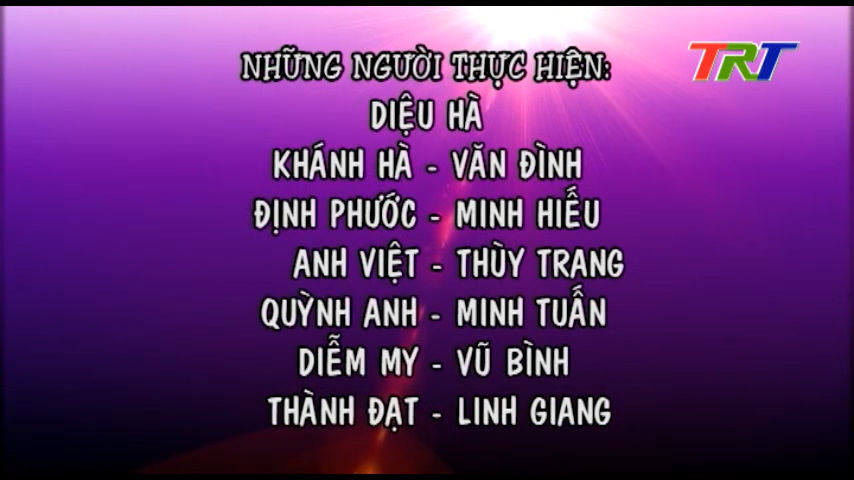 NHỮNG NGƯỜI THỰC HIỆN:
TRT
DIỆU HÀ
KHÁNH HÀ - VĂN ĐÌNH
ĐỊNH PHƯỚC - MINH HIẾU
ANH VIỆT - THÙY TRANG
QUỲNH ANH - MINH TUẤN
DIỄM MY - VŨ BÌNH
THÀNH ĐẠT - LINH GIANG